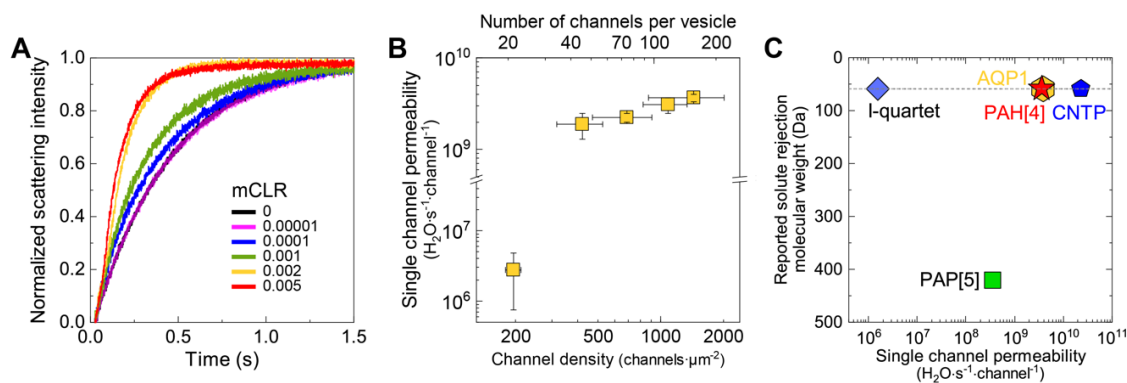 A
Normalized scattering intensity
1.0
0.8
0.6
0.4
0.2
0.0
mCLR
0
0.00001
0.0001
0.001
0.002
0.005
0.0
0.5
1.0
1.5
Time (s)
B
Number of channels per vesicle
20
40
70
100
200
Single channel permeability
(H₂O·s⁻¹·channel⁻¹)
10¹⁰
10⁹
10⁷
10⁶
200
500
1000
2000
Channel density (channels·µm⁻²)
C
Reported solute rejection
molecular weight (Da)
0
50
100
150
200
250
300
350
400
450
500
AQP1
I-quartet
PAH[4]
CNTP
PAP[5]
10⁶
10⁷
10⁸
10⁹
10¹⁰
10¹¹
Single channel permeability
(H₂O·s⁻¹·channel⁻¹)